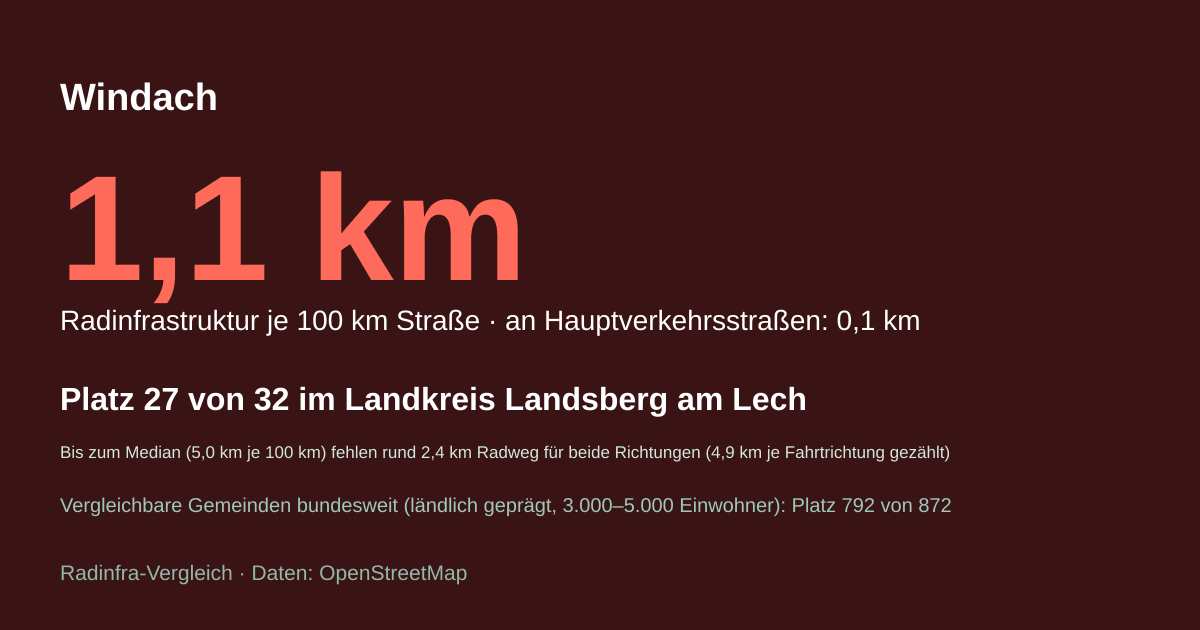 Windach
1,1 km
Radinfrastruktur je 100 km Straße · an Hauptverkehrsstraßen: 0,1 km
Platz 27 von 32 im Landkreis Landsberg am Lech
Bis zum Median (5,0 km je 100 km) fehlen rund 2,4 km Radweg für beide Richtungen (4,9 km je Fahrtrichtung gezählt)
Vergleichbare Gemeinden bundesweit (ländlich geprägt, 3.000–5.000 Einwohner): Platz 792 von 872
Radinfra-Vergleich · Daten: OpenStreetMap